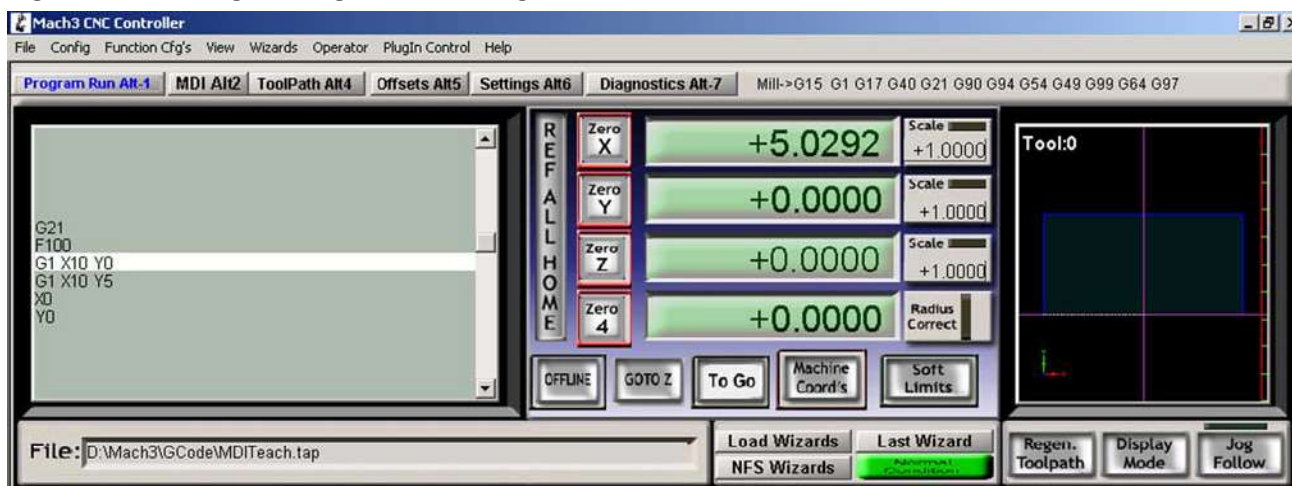 Mach3 CNC Controller
File Config Function Cfg's View Wizards Operator PlugIn Control Help
Program Run Alt-1 MDI Alt2 ToolPath Alt4 Offsets Alt5 Settings Alt6 Diagnostics Alt-7 Mill->G15 G1 G17 G40 G21 G90 G94 G54 G49 G99 G64 G97
G21
F100
G1 X10 Y0
G1 X10 Y5
X0
Y0
REF ALL HOME
Zero X +5.0292 Scale +1.0000
Zero Y +0.0000 Scale +1.0000
Zero Z +0.0000 Scale +1.0000
Zero 4 +0.0000 Radius Correct
OFFLINE GOTO Z To Go Machine Coord's Soft Limits
Tool:0
File: D:\Mach3\GCode\MDITeach.tap
Load Wizards Last Wizard
NFS Wizards Normal Condition
Regen. Toolpath Display Mode Jog Follow